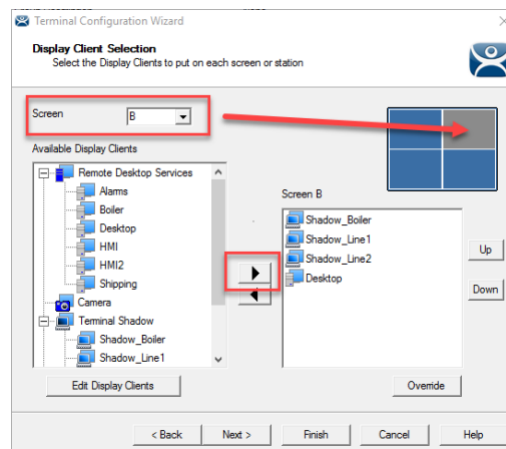 Terminal Configuration Wizard
Display Client Selection
Select the Display Clients to put on each screen or station
Screen
B
Available Display Clients
Remote Desktop Services
Alarms
Boiler
Desktop
HMI
HMI2
Shipping
Camera
Terminal Shadow
Shadow_Boiler
Shadow_Line1
Screen B
Shadow_Boiler
Shadow_Line1
Shadow_Line2
Desktop
Up
Down
Edit Display Clients
Override
< Back
Next >
Finish
Cancel
Help